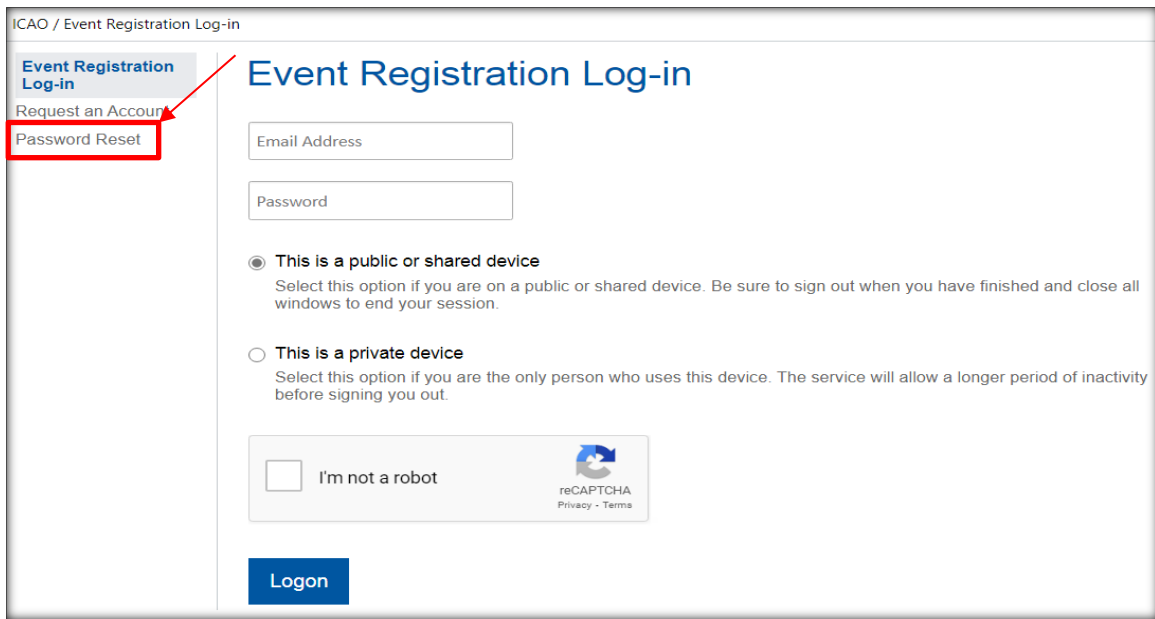 ICAO / Event Registration Log-in
Event Registration
Log-in
Request an Account
Password Reset
Event Registration Log-in
Email Address
Password
This is a public or shared device
Select this option if you are on a public or shared device. Be sure to sign out when you have finished and close all
windows to end your session.
This is a private device
Select this option if you are the only person who uses this device. The service will allow a longer period of inactivity
before signing you out.
I'm not a robot
reCAPTCHA
Privacy - Terms
Logon